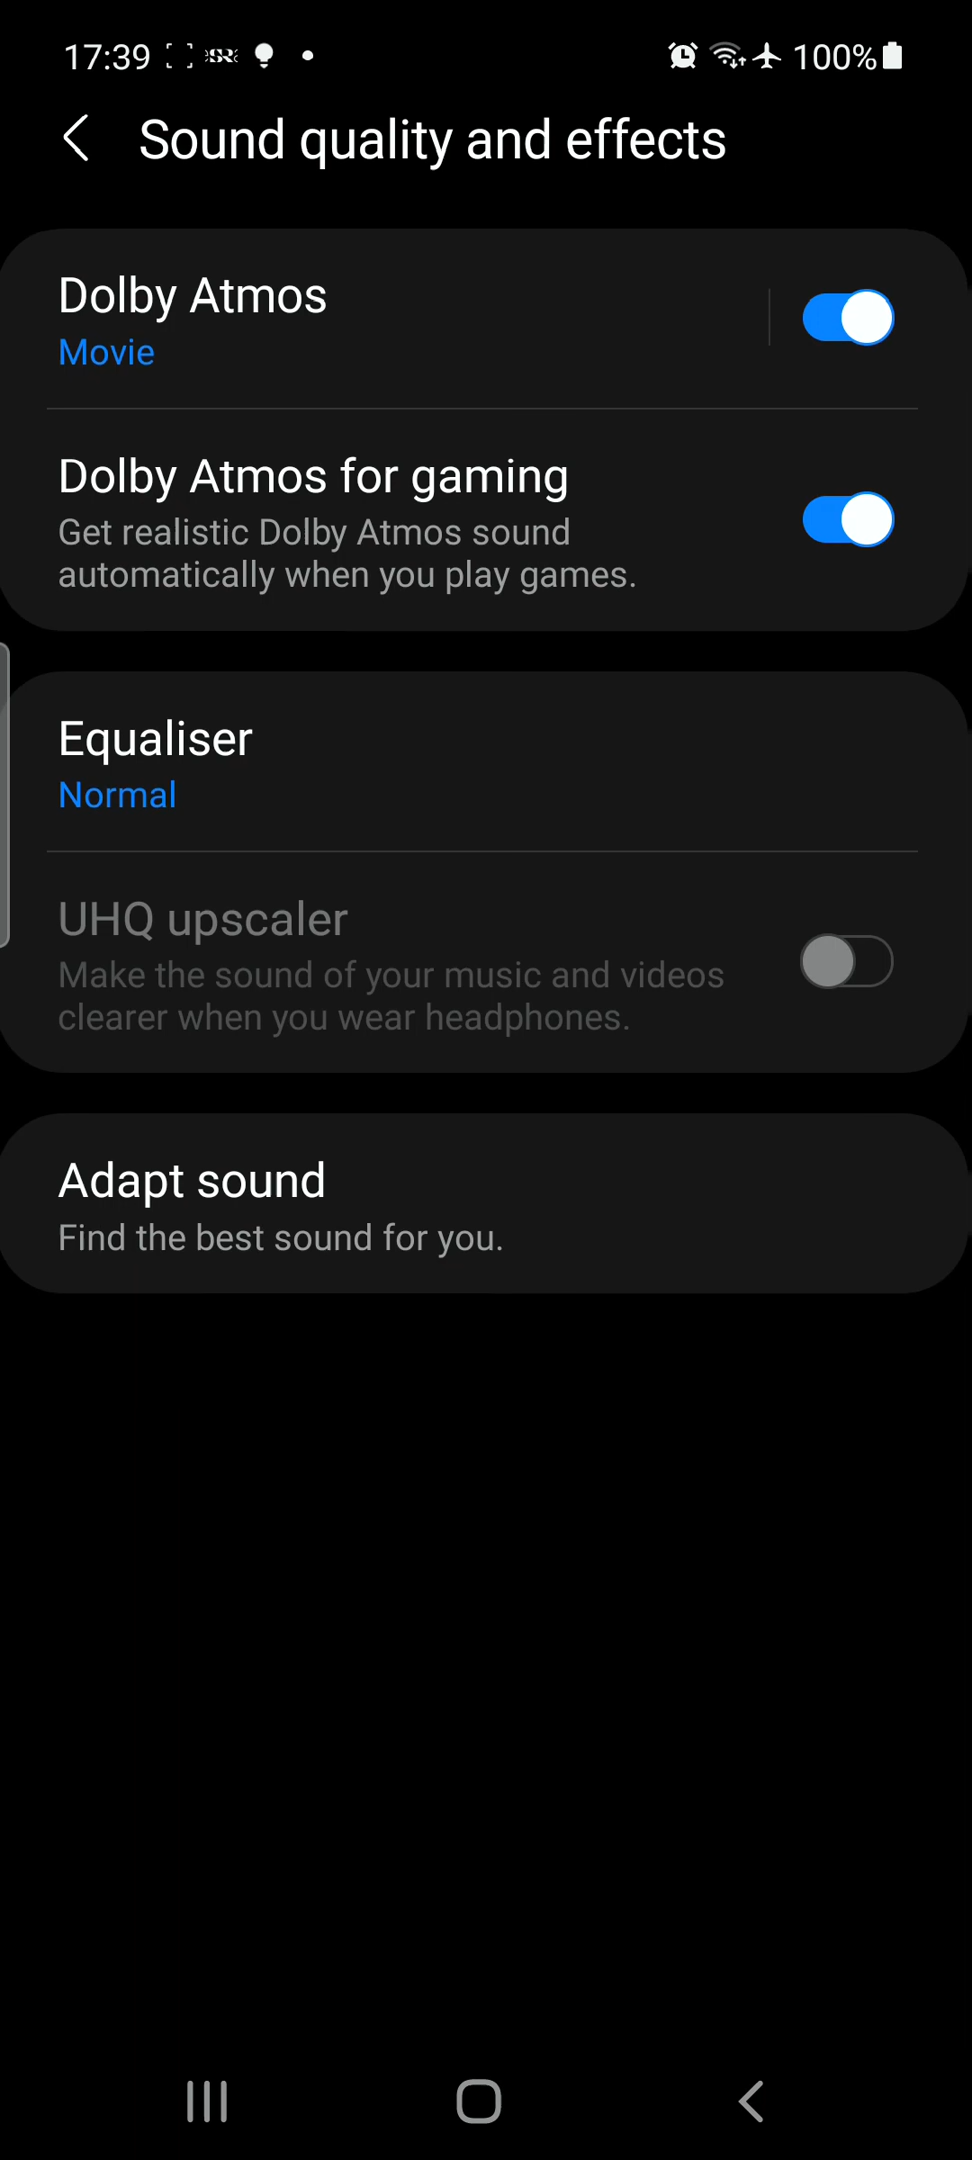 17:39 100%
Sound quality and effects
Dolby Atmos
Movie
Dolby Atmos for gaming
Get realistic Dolby Atmos sound
automatically when you play games.
Equaliser
Normal
UHQ upscaler
Make the sound of your music and videos
clearer when you wear headphones.
Adapt sound
Find the best sound for you.